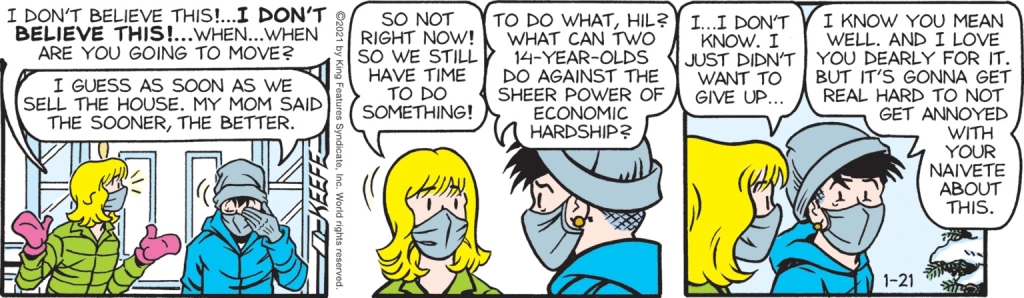 I DON'T BELIEVE THIS!...I DON'T
BELIEVE THIS!...WHEN...WHEN
ARE YOU GOING TO MOVE?
I GUESS AS SOON AS WE
SELL THE HOUSE. MY MOM SAID
THE SOONER, THE BETTER.
©2021 by King Features Syndicate, Inc. World rights reserved.
SO NOT
RIGHT NOW!
SO WE STILL
HAVE TIME
TO DO
SOMETHING!
TO DO WHAT, HIL?
WHAT CAN TWO
14-YEAR-OLDS
DO AGAINST THE
SHEER POWER OF
ECONOMIC
HARDSHIP?
I...I DON'T
KNOW. I
JUST DIDN'T
WANT TO
GIVE UP...
I KNOW YOU MEAN
WELL. AND I LOVE
YOU DEARLY FOR IT.
BUT IT'S GONNA GET
REAL HARD TO NOT
GET ANNOYED
WITH
YOUR
NAIVETE
ABOUT
THIS.
1-21